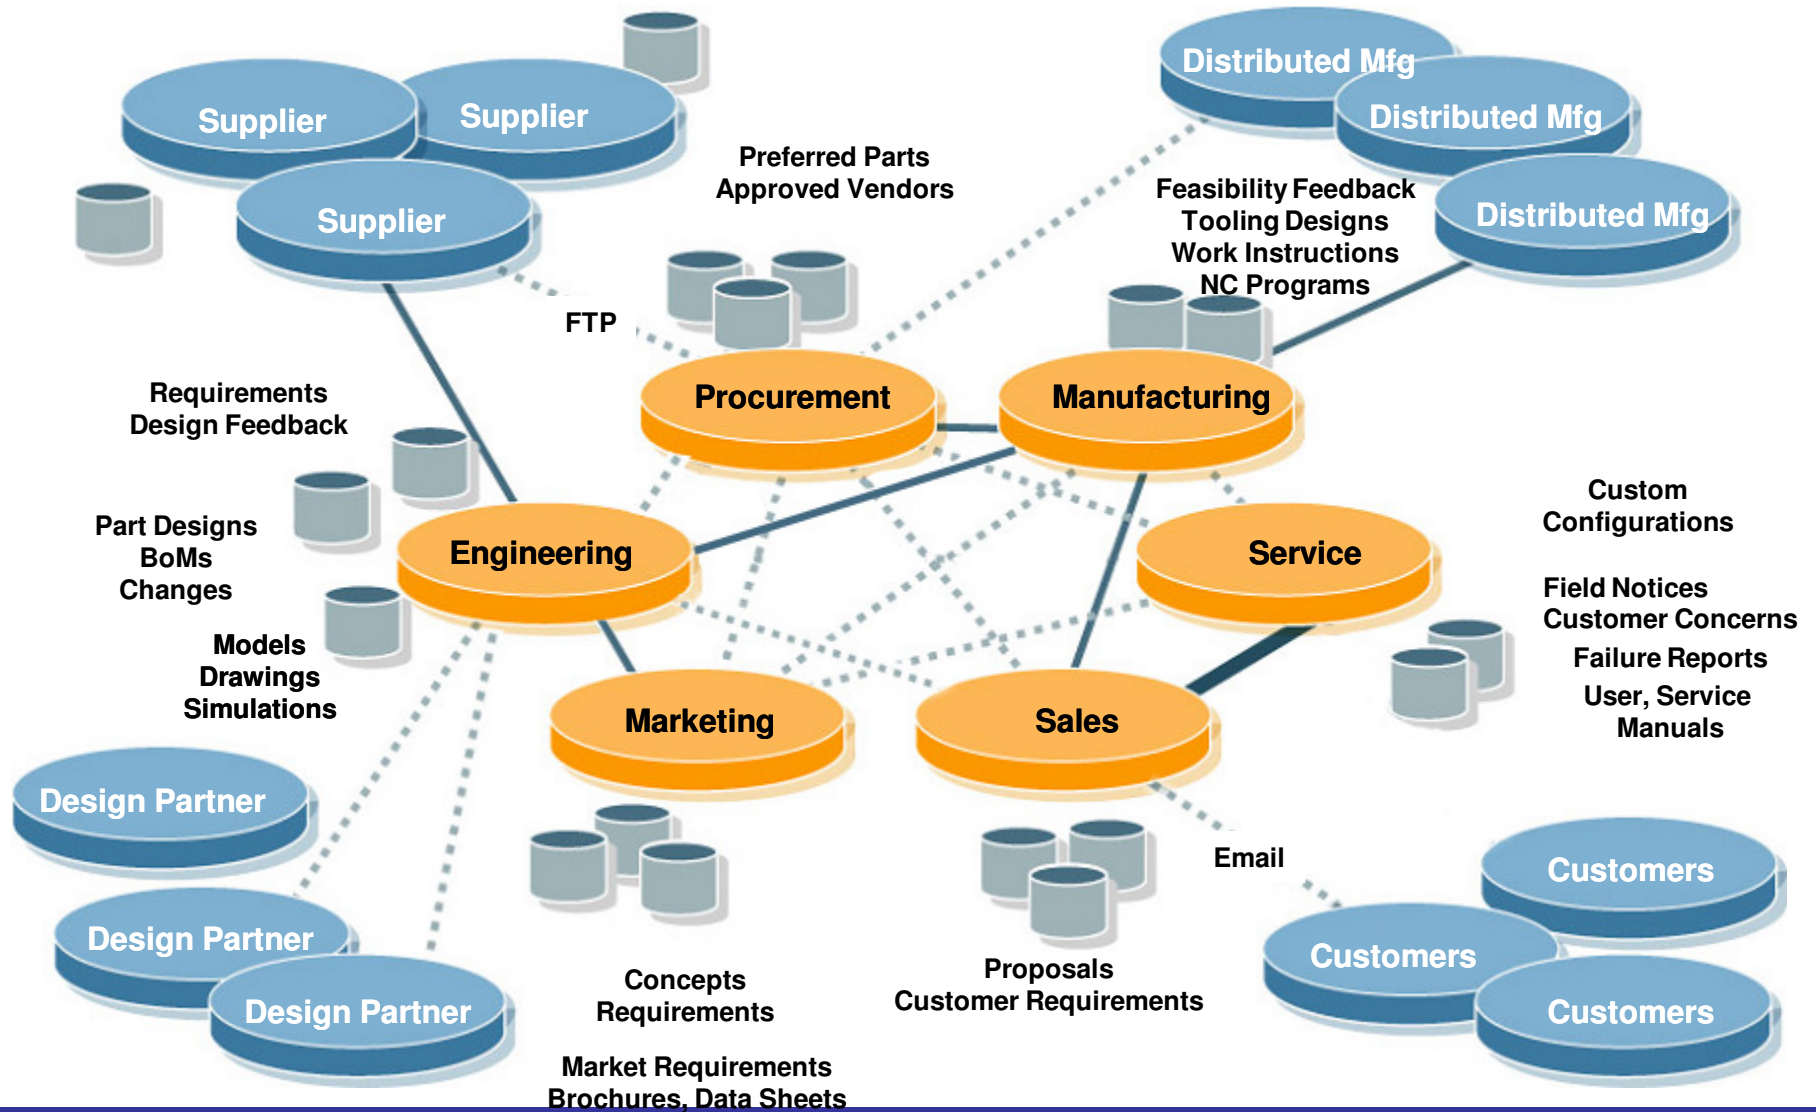 Distributed Mfg
Supplier
Supplier
Distributed Mfg
Preferred Parts
Approved Vendors
Feasibility Feedback
Tooling Designs
Work Instructions
NC Programs
Supplier
Distributed Mfg
FTP
Procurement
Manufacturing
Requirements
Design Feedback
Custom
Configurations
Part Designs
BoMs
Changes
Engineering
Service
Field Notices
Customer Concerns
Failure Reports
User, Service
Manuals
Models
Drawings
Simulations
Marketing
Sales
Design Partner
Email
Customers
Design Partner
Customers
Design Partner
Customers
Concepts
Requirements
Proposals
Customer Requirements
Market Requirements
Brochures, Data Sheets